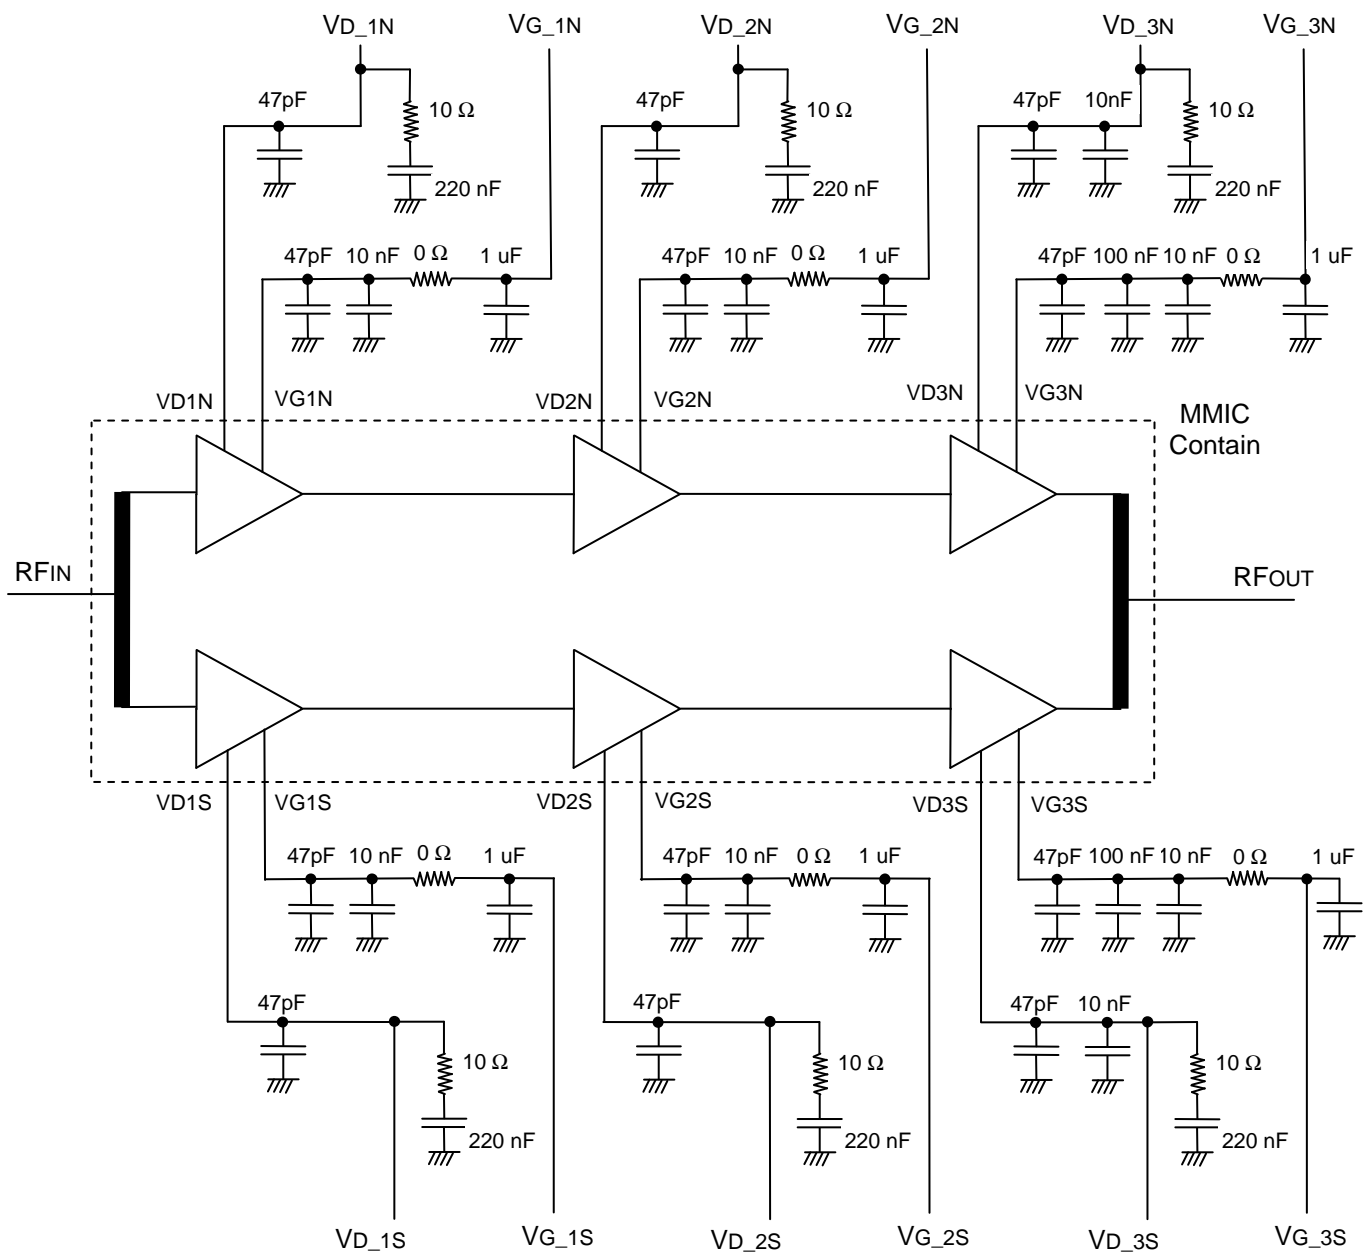 VD_1N VG_1N VD_2N VG_2N VD_3N VG_3N
47pF 10 Ω 47pF 10 Ω 47pF 10nF 10 Ω
220 nF 220 nF 220 nF
47pF 10 nF 0 Ω 1 uF 47pF 10 nF 0 Ω 1 uF 47pF 100 nF 10 nF 0 Ω 1 uF
VD1N VG1N VD2N VG2N VD3N VG3N
MMIC
Contain
RFIN RFOUT
VD1S VG1S VD2S VG2S VD3S VG3S
47pF 10 nF 0 Ω 1 uF 47pF 10 nF 0 Ω 1 uF 47pF 100 nF 10 nF 0 Ω 1 uF
47pF 47pF 47pF 10 nF
10 Ω 10 Ω 10 Ω
220 nF 220 nF 220 nF
VD_1S VG_1S VD_2S VG_2S VD_3S VG_3S